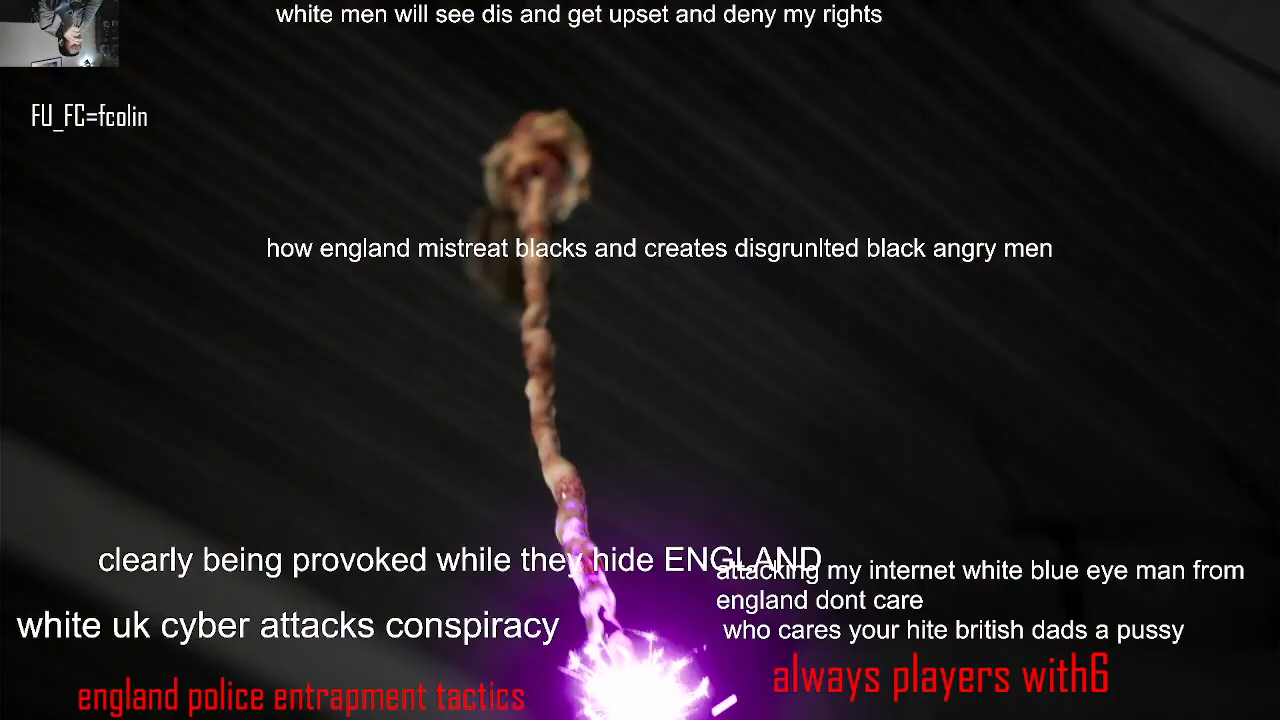 white men will see dis and get upset and deny my rights
FU_FC=fcolin
how england mistreat blacks and creates disgrunlted black angry men
clearly being provoked while they hide ENGLAND
attacking my internet white blue eye man from
england dont care
white uk cyber attacks conspiracy
who cares your hite british dads a pussy
always players with6
england police entrapment tactics